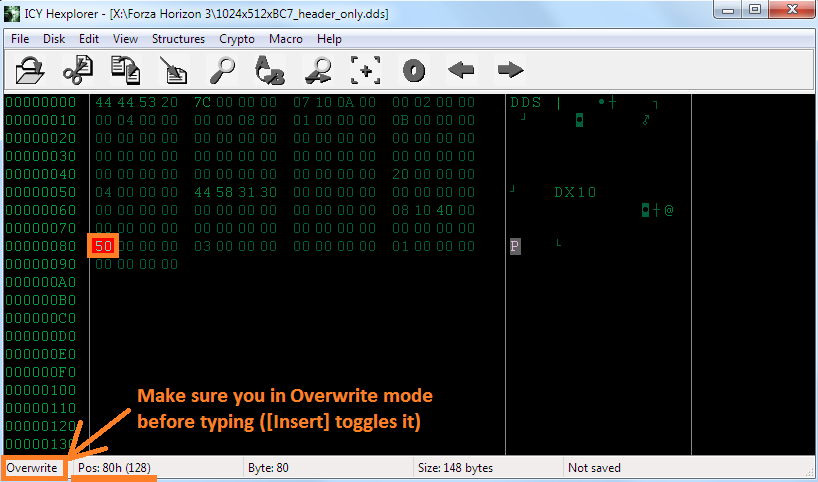 ICY Hexplorer - [X:\Forza Horizon 3\1024x512xBC7_header_only.dds]
File Disk Edit View Structures Crypto Macro Help
00000000 44 44 53 20 7C 00 00 00 07 10 0A 00 00 02 00 00 DDS | •┼ ┐
00000010 00 04 00 00 00 00 08 00 01 00 00 00 0B 00 00 00 ┘ ◘ ♂
00000020 00 00 00 00 00 00 00 00 00 00 00 00 00 00 00 00
00000030 00 00 00 00 00 00 00 00 00 00 00 00 00 00 00 00
00000040 00 00 00 00 00 00 00 00 00 00 00 00 20 00 00 00
00000050 04 00 00 00 44 58 31 30 00 00 00 00 00 00 00 00 ┘ DX10
00000060 00 00 00 00 00 00 00 00 00 00 00 00 08 10 40 00 ◘┼@
00000070 00 00 00 00 00 00 00 00 00 00 00 00 00 00 00 00
00000080 50 00 00 00 03 00 00 00 00 00 00 00 01 00 00 00 P └
00000090 00 00 00 00
000000A0
000000B0
000000C0
000000D0
000000E0
000000F0
00000100
00000110
00000120
00000130
Make sure you in Overwrite mode
before typing ([Insert] toggles it)
Overwrite Pos: 80h (128) Byte: 80 Size: 148 bytes Not saved